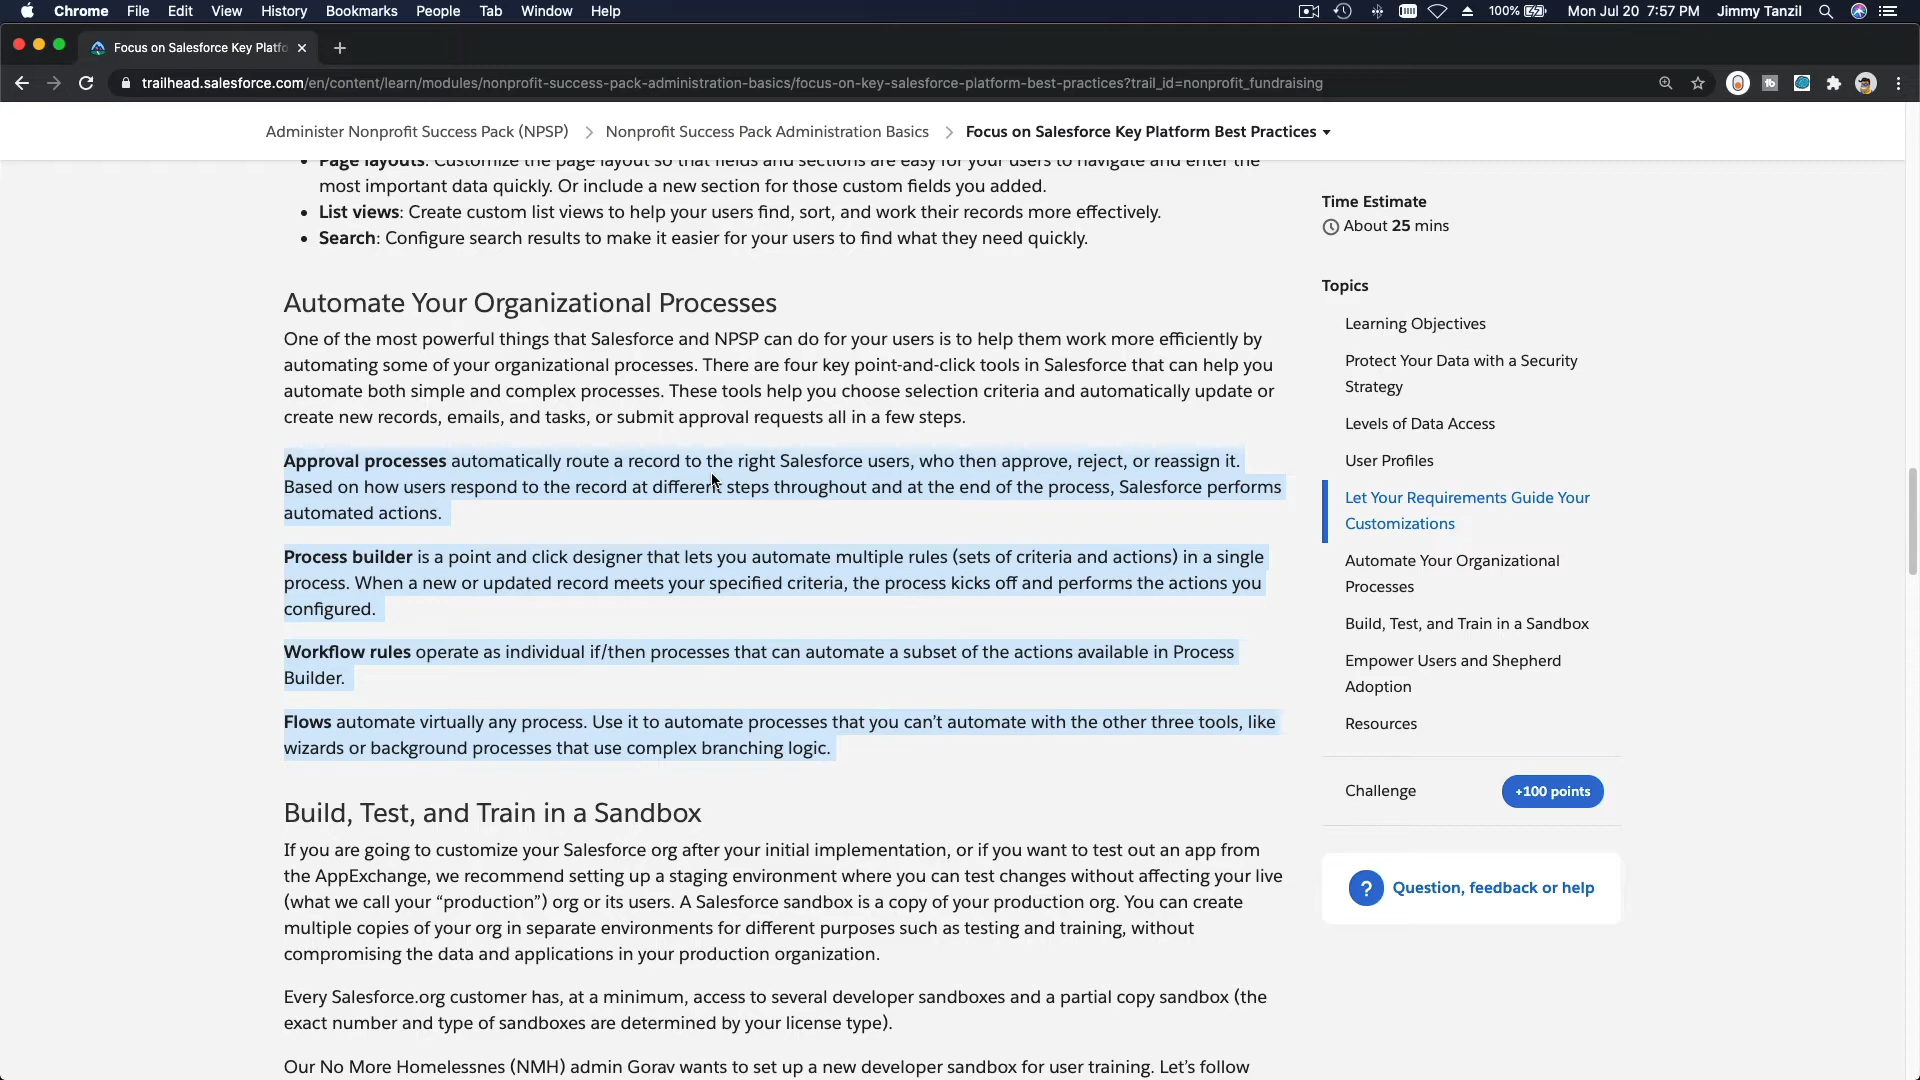 Chrome File Edit View History Bookmarks People Tab Window Help 100% Mon Jul 20 7:57 PM Jimmy Tanzil
Focus on Salesforce Key Platfo
trailhead.salesforce.com/en/content/learn/modules/nonprofit-success-pack-administration-basics/focus-on-key-salesforce-platform-best-practices?trail_id=nonprofit_fundraising
Administer Nonprofit Success Pack (NPSP) > Nonprofit Success Pack Administration Basics > Focus on Salesforce Key Platform Best Practices
• Page layouts: Customize the page layout so that fields and sections are easy for your users to navigate and enter the
most important data quickly. Or include a new section for those custom fields you added.
• List views: Create custom list views to help your users find, sort, and work their records more effectively.
• Search: Configure search results to make it easier for your users to find what they need quickly.
Automate Your Organizational Processes
One of the most powerful things that Salesforce and NPSP can do for your users is to help them work more efficiently by
automating some of your organizational processes. There are four key point-and-click tools in Salesforce that can help you
automate both simple and complex processes. These tools help you choose selection criteria and automatically update or
create new records, emails, and tasks, or submit approval requests all in a few steps.
Approval processes automatically route a record to the right Salesforce users, who then approve, reject, or reassign it.
Based on how users respond to the record at different steps throughout and at the end of the process, Salesforce performs
automated actions.
Process builder is a point and click designer that lets you automate multiple rules (sets of criteria and actions) in a single
process. When a new or updated record meets your specified criteria, the process kicks off and performs the actions you
configured.
Workflow rules operate as individual if/then processes that can automate a subset of the actions available in Process
Builder.
Flows automate virtually any process. Use it to automate processes that you can’t automate with the other three tools, like
wizards or background processes that use complex branching logic.
Build, Test, and Train in a Sandbox
If you are going to customize your Salesforce org after your initial implementation, or if you want to test out an app from
the AppExchange, we recommend setting up a staging environment where you can test changes without affecting your live
(what we call your “production”) org or its users. A Salesforce sandbox is a copy of your production org. You can create
multiple copies of your org in separate environments for different purposes such as testing and training, without
compromising the data and applications in your production organization.
Every Salesforce.org customer has, at a minimum, access to several developer sandboxes and a partial copy sandbox (the
exact number and type of sandboxes are determined by your license type).
Our No More Homelessnes (NMH) admin Gorav wants to set up a new developer sandbox for user training. Let’s follow
Time Estimate
About 25 mins
Topics
Learning Objectives
Protect Your Data with a Security
Strategy
Levels of Data Access
User Profiles
Let Your Requirements Guide Your
Customizations
Automate Your Organizational
Processes
Build, Test, and Train in a Sandbox
Empower Users and Shepherd
Adoption
Resources
Challenge +100 points
? Question, feedback or help